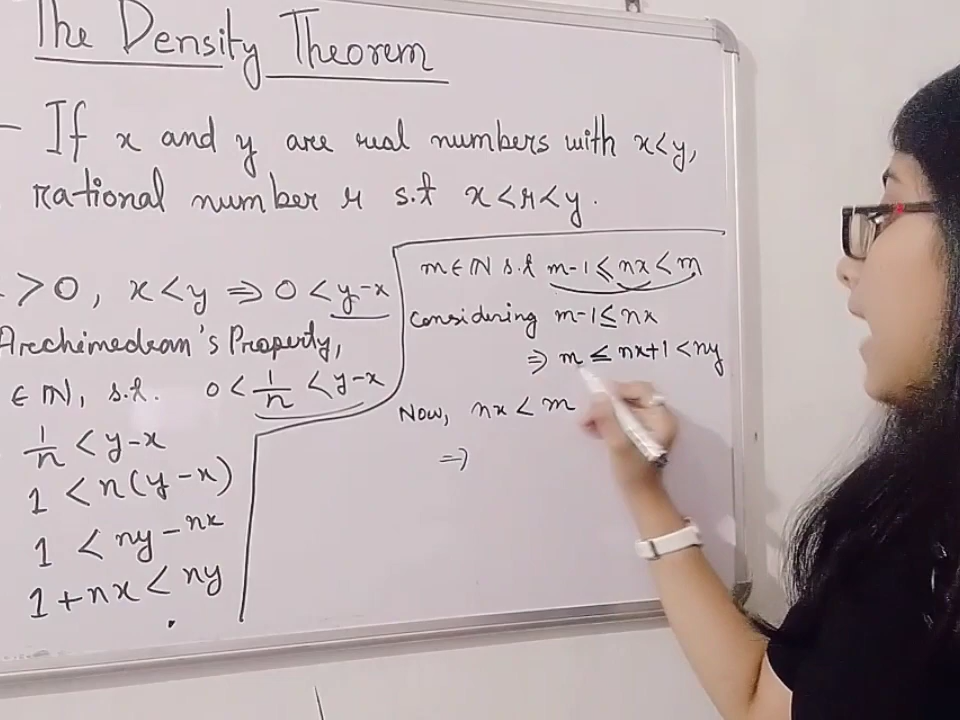 The Density Theorem
- If x and y are real numbers with x<y,
rational number r s.t x<r<y.
>0, x<y ⇒ 0<y-x
Archimedean's Property,
∈ ℕ, s.t. 0 < 1/n < y-x
1/n < y-x
1 < n(y-x)
1 < ny-nx
1+nx < ny
m∈ℕ s.t m-1≤nx<m
Considering m-1≤nx
⇒ m ≤ nx+1 <ny
Now, nx < m
⇒